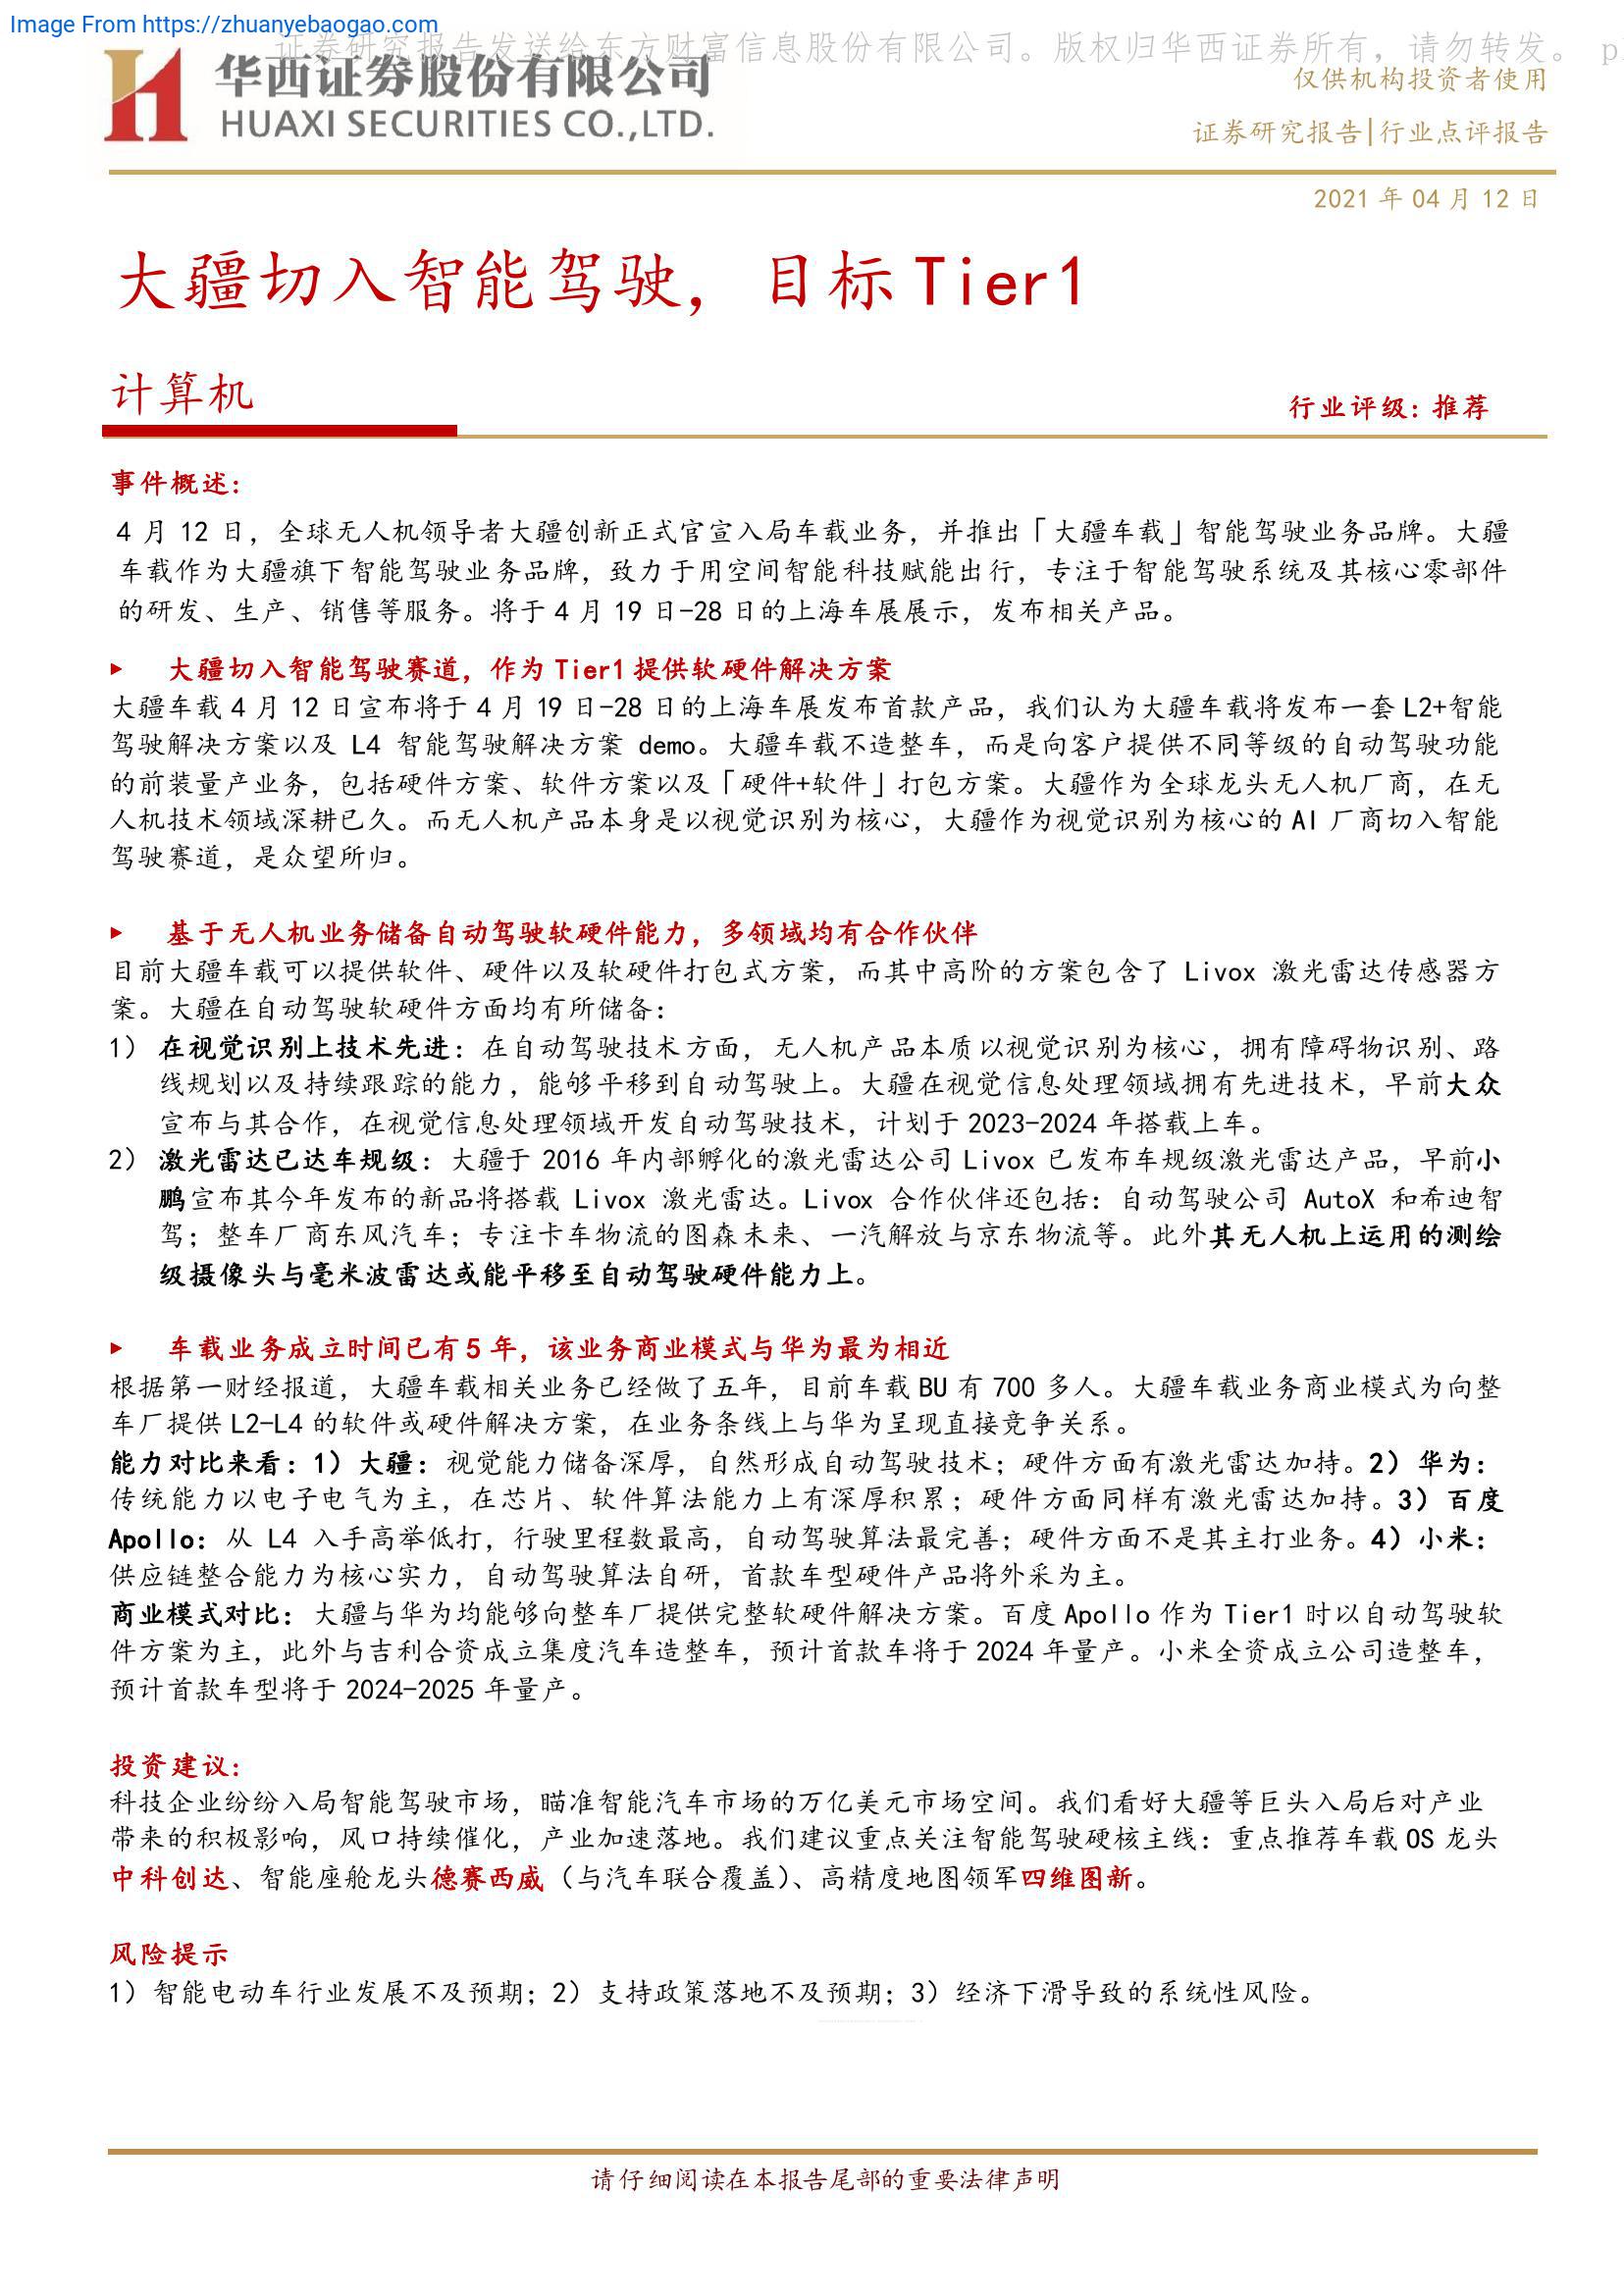 Image From https://zhuanyebaogao.com
证券研究报告发送给东方财富信息股份有限公司。版权归华西证券所有，请勿转发。 p
华西证券股份有限公司
HUAXI SECURITIES CO.,LTD.
仅供机构投资者使用
证券研究报告|行业点评报告
2021 年 04 月 12 日
大疆切入智能驾驶，目标 Tier1
计算机
行业评级：推荐
事件概述：
4 月 12 日，全球无人机领导者大疆创新正式官宣入局车载业务，并推出「大疆车载」智能驾驶业务品牌。大疆
车载作为大疆旗下智能驾驶业务品牌，致力于用空间智能科技赋能出行，专注于智能驾驶系统及其核心零部件
的研发、生产、销售等服务。将于 4 月 19 日-28 日的上海车展展示，发布相关产品。
► 大疆切入智能驾驶赛道，作为 Tier1 提供软硬件解决方案
大疆车载 4 月 12 日宣布将于 4 月 19 日-28 日的上海车展发布首款产品，我们认为大疆车载将发布一套 L2+智能
驾驶解决方案以及 L4 智能驾驶解决方案 demo。大疆车载不造整车，而是向客户提供不同等级的自动驾驶功能
的前装量产业务，包括硬件方案、软件方案以及「硬件+软件」打包方案。大疆作为全球龙头无人机厂商，在无
人机技术领域深耕已久。而无人机产品本身是以视觉识别为核心，大疆作为视觉识别为核心的 AI 厂商切入智能
驾驶赛道，是众望所归。
► 基于无人机业务储备自动驾驶软硬件能力，多领域均有合作伙伴
目前大疆车载可以提供软件、硬件以及软硬件打包式方案，而其中高阶的方案包含了 Livox 激光雷达传感器方
案。大疆在自动驾驶软硬件方面均有所储备：
1） 在视觉识别上技术先进：在自动驾驶技术方面，无人机产品本质以视觉识别为核心，拥有障碍物识别、路
线规划以及持续跟踪的能力，能够平移到自动驾驶上。大疆在视觉信息处理领域拥有先进技术，早前大众
宣布与其合作，在视觉信息处理领域开发自动驾驶技术，计划于 2023-2024 年搭载上车。
2） 激光雷达已达车规级：大疆于 2016 年内部孵化的激光雷达公司 Livox 已发布车规级激光雷达产品，早前小
鹏宣布其今年发布的新品将搭载 Livox 激光雷达。Livox 合作伙伴还包括：自动驾驶公司 AutoX 和希迪智
驾；整车厂商东风汽车；专注卡车物流的图森未来、一汽解放与京东物流等。此外其无人机上运用的测绘
级摄像头与毫米波雷达或能平移至自动驾驶硬件能力上。
► 车载业务成立时间已有 5 年，该业务商业模式与华为最为相近
根据第一财经报道，大疆车载相关业务已经做了五年，目前车载 BU 有 700 多人。大疆车载业务商业模式为向整
车厂提供 L2-L4 的软件或硬件解决方案，在业务条线上与华为呈现直接竞争关系。
能力对比来看：1）大疆：视觉能力储备深厚，自然形成自动驾驶技术；硬件方面有激光雷达加持。2）华为：
传统能力以电子电气为主，在芯片、软件算法能力上有深厚积累；硬件方面同样有激光雷达加持。3）百度
Apollo：从 L4 入手高举低打，行驶里程数最高，自动驾驶算法最完善；硬件方面不是其主打业务。4）小米：
供应链整合能力为核心实力，自动驾驶算法自研，首款车型硬件产品将外采为主。
商业模式对比：大疆与华为均能够向整车厂提供完整软硬件解决方案。百度 Apollo 作为 Tier1 时以自动驾驶软
件方案为主，此外与吉利合资成立集度汽车造整车，预计首款车将于 2024 年量产。小米全资成立公司造整车，
预计首款车型将于 2024-2025 年量产。
投资建议：
科技企业纷纷入局智能驾驶市场，瞄准智能汽车市场的万亿美元市场空间。我们看好大疆等巨头入局后对产业
带来的积极影响，风口持续催化，产业加速落地。我们建议重点关注智能驾驶硬核主线：重点推荐车载 OS 龙头
中科创达、智能座舱龙头德赛西威（与汽车联合覆盖）、高精度地图领军四维图新。
风险提示
1）智能电动车行业发展不及预期；2）支持政策落地不及预期；3）经济下滑导致的系统性风险。
请仔细阅读在本报告尾部的重要法律声明